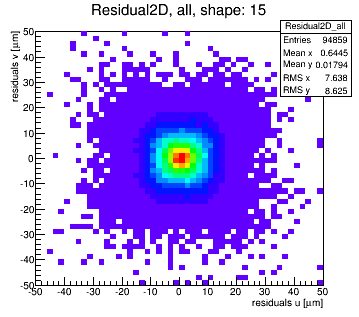 Residual2D, all, shape: 15
Residual2D_all
Entries 94859
Mean x 0.6445
Mean y 0.01794
RMS x 7.638
RMS y 8.625
residuals v [µm]
50
40
30
20
10
0
-10
-20
-30
-40
-50
-50 -40 -30 -20 -10 0 10 20 30 40 50
residuals u [µm]